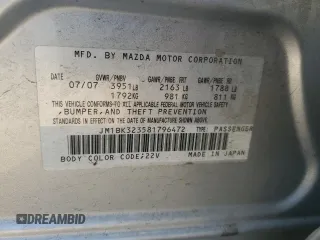 MFD. BY MAZDA MOTOR CORPORATION
GVWR/PNBV GAWR/PNBE FRT GAWR/PNBE RR
07/07 3951LB 2163LB 1788LB
1792KG 981KG 811KG
THIS VEHICLE CONFORMS TO ALL APPLICABLE FEDERAL MOTOR VEHICLE SAFETY,
BUMPER, AND THEFT PREVENTION
STANDARDS IN EFFECT ON THE DATE OF MANUFACTURE SHOWN ABOVE.
JM1BK323581796472 TYPE: PASSENGER
MADE IN JAPAN
BODY COLOR CODE:22V